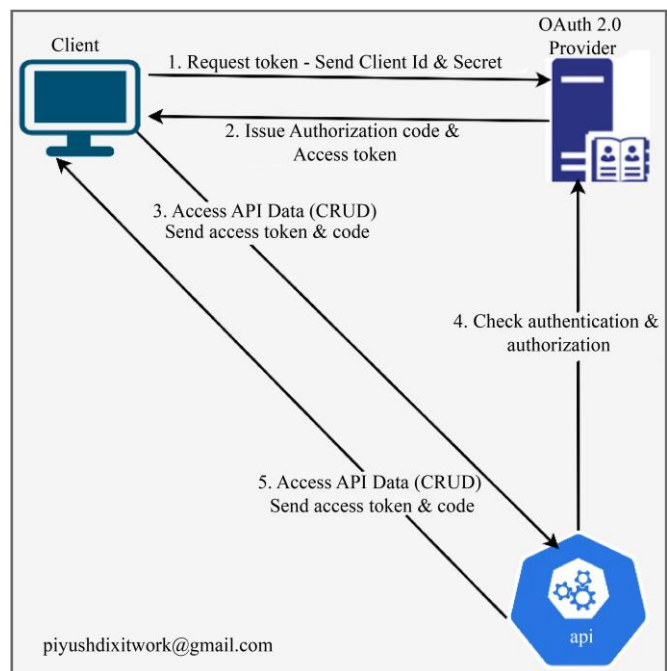 Client
OAuth 2.0
Provider
1. Request token - Send Client Id & Secret
2. Issue Authorization code &
Access token
3. Access API Data (CRUD)
Send access token & code
4. Check authentication &
authorization
5. Access API Data (CRUD)
Send access token & code
api
piyushdixitwork@gmail.com